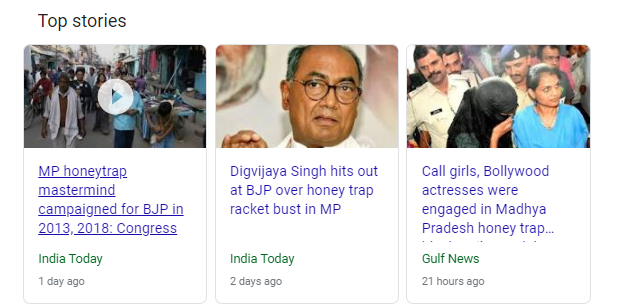 Top stories
MP honeytrap
mastermind
campaigned for BJP in
2013, 2018: Congress
India Today
1 day ago
Digvijaya Singh hits out
at BJP over honey trap
racket bust in MP
India Today
2 days ago
Call girls, Bollywood
actresses were
engaged in Madhya
Pradesh honey trap...
Gulf News
21 hours ago